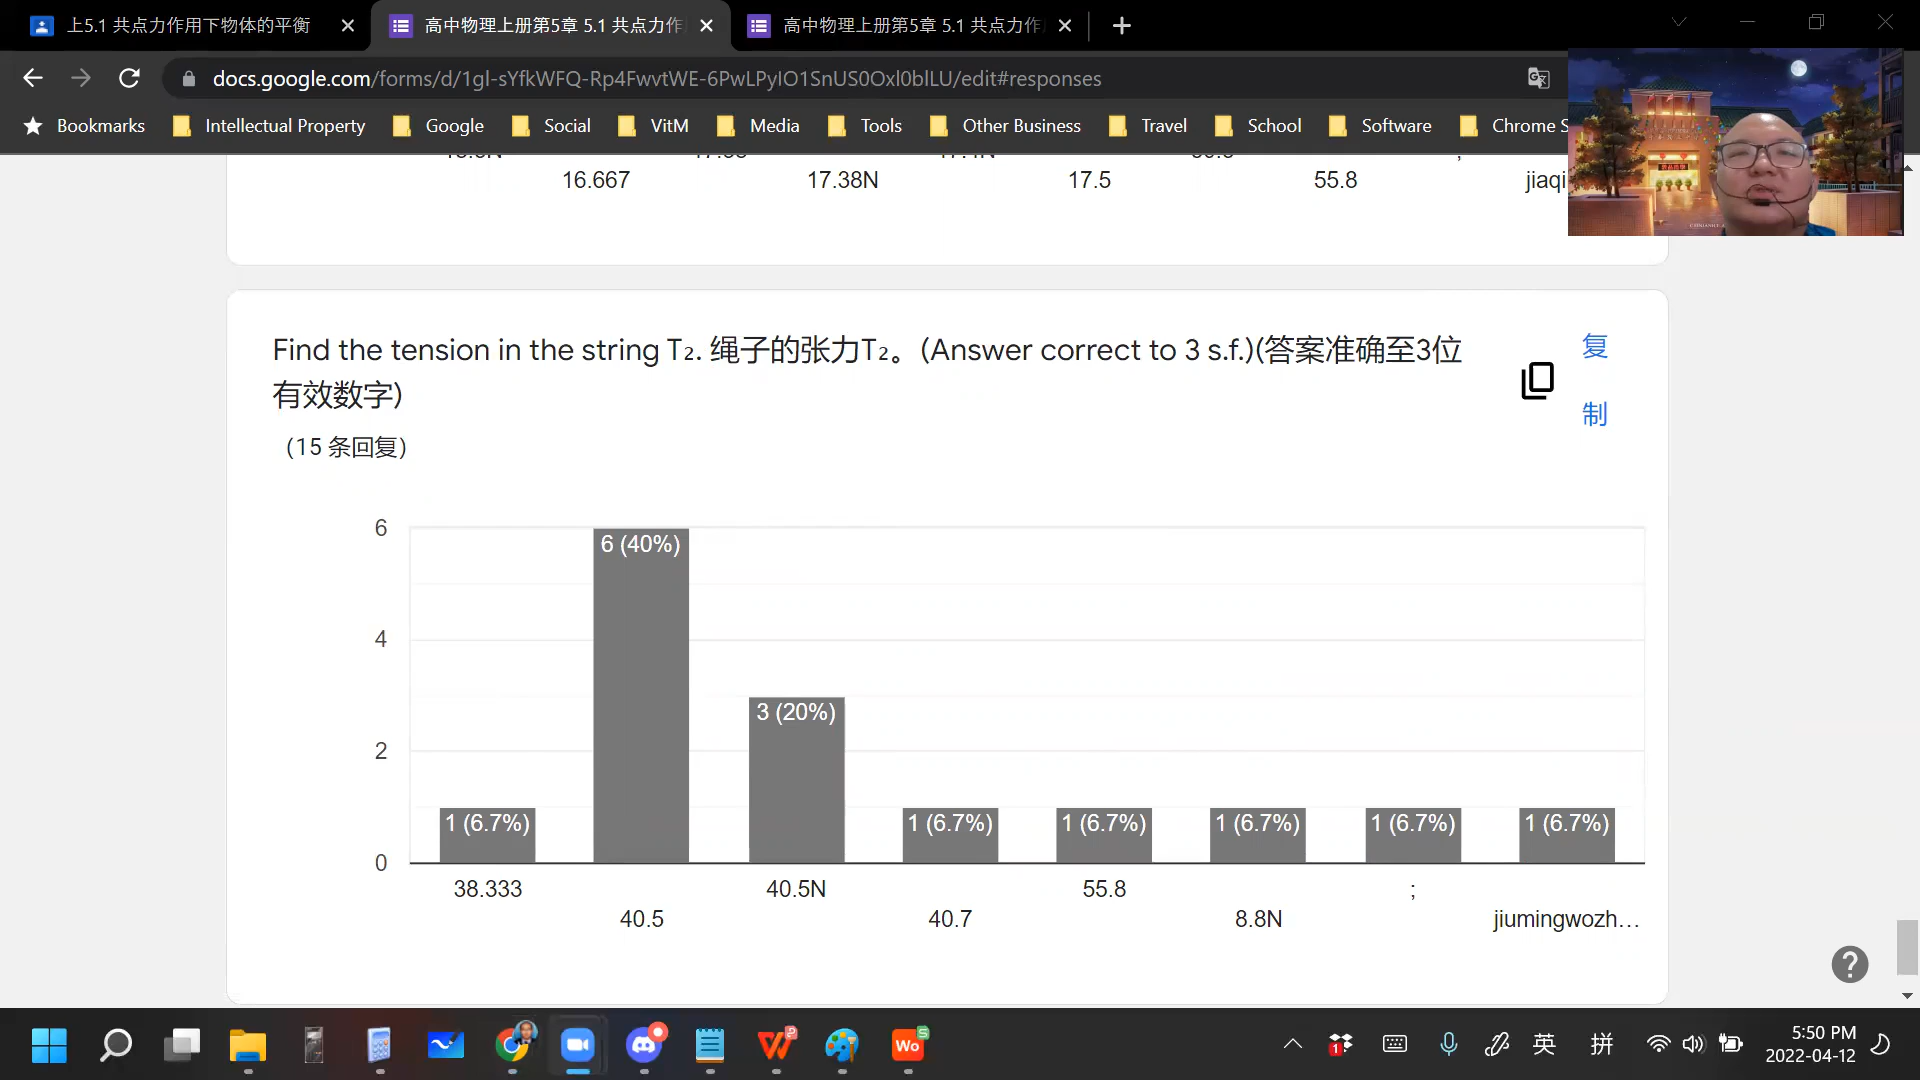 上5.1 共点力作用下物体的平衡
高中物理上册第5章 5.1 共点力作
高中物理上册第5章 5.1 共点力作
docs.google.com/forms/d/1gl-sYfkWFQ-Rp4FwvtWE-6PwLPyIO1SnUS0Oxl0blLU/edit#responses
Bookmarks Intellectual Property Google Social VitM Media Tools Other Business Travel School Software Chrome S
16.667 17.38N 17.5 55.8 jiaqi
Find the tension in the string T₂. 绳子的张力T₂。(Answer correct to 3 s.f.)(答案准确至3位
有效数字)
复
制
（15 条回复）
6
4
2
0
6 (40%)
3 (20%)
1 (6.7%) 1 (6.7%) 1 (6.7%) 1 (6.7%) 1 (6.7%) 1 (6.7%)
38.333 40.5N 55.8 ;
40.5 40.7 8.8N jiumingwozh…
英 拼
5:50 PM
2022-04-12